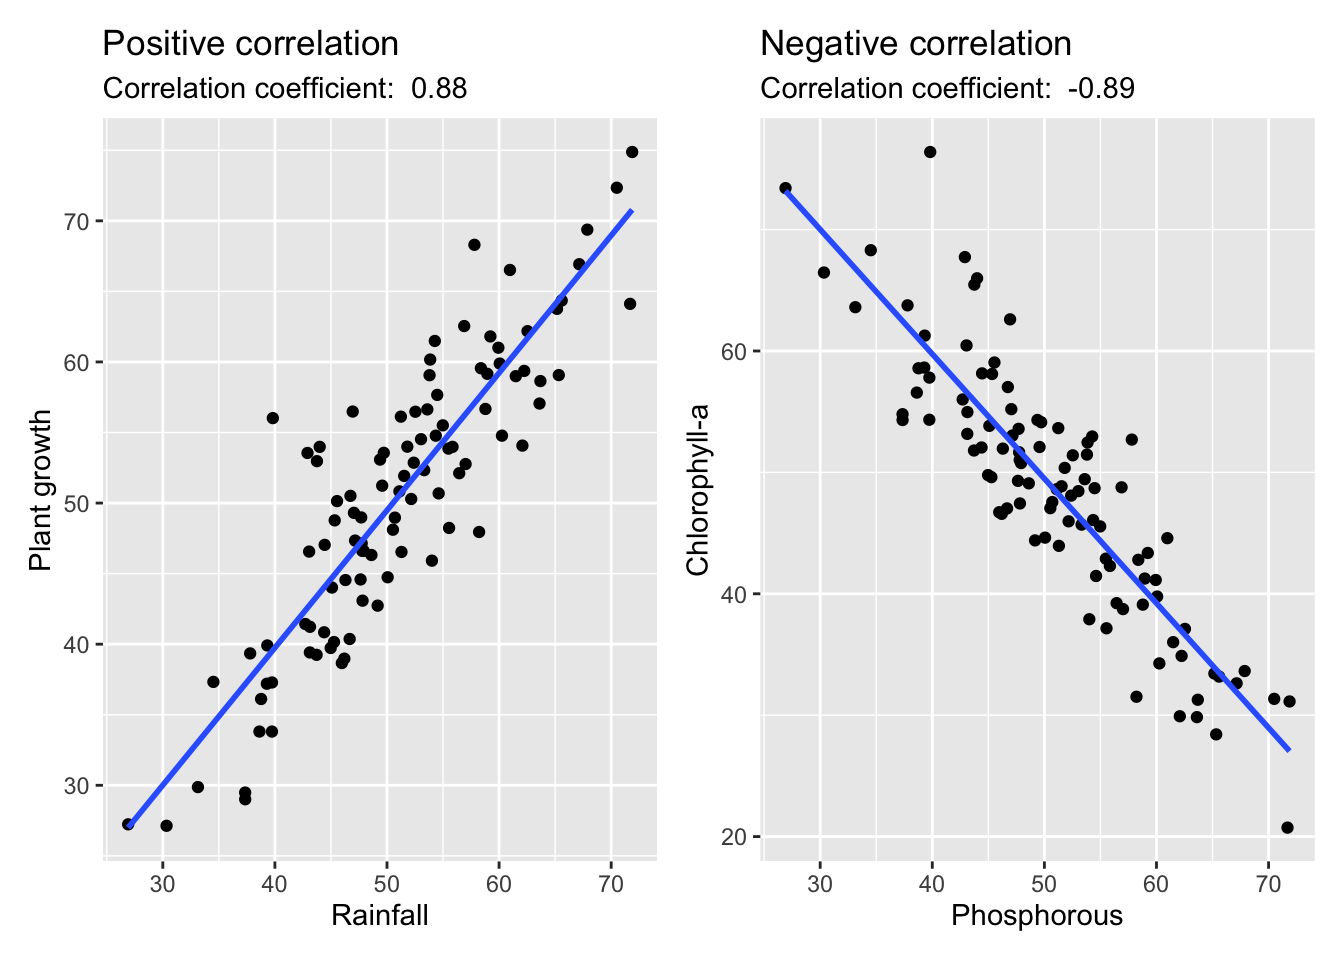 Positive correlation
Correlation coefficient:  0.88
70
60
50
40
30
Plant growth
30 40 50 60 70
Rainfall
Negative correlation
Correlation coefficient:  -0.89
60
40
20
Chlorophyll-a
30 40 50 60 70
Phosphorous